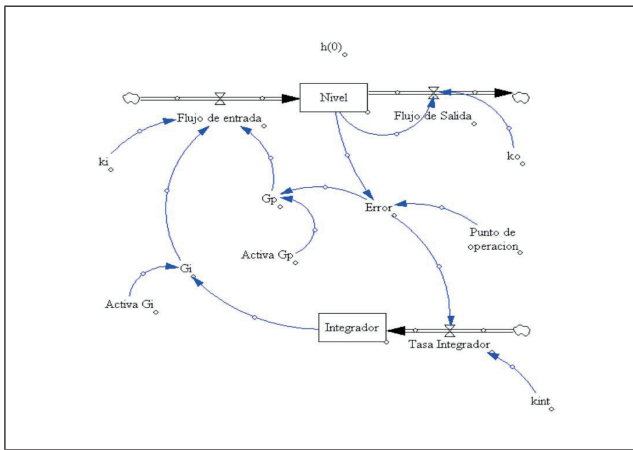 h(0)
Nivel
Flujo de entrada
Flujo de Salida
ki
ko
Gp
Error
Punto de
operacion
Activa Gp
Gi
Activa Gi
Integrador
Tasa Integrador
kint